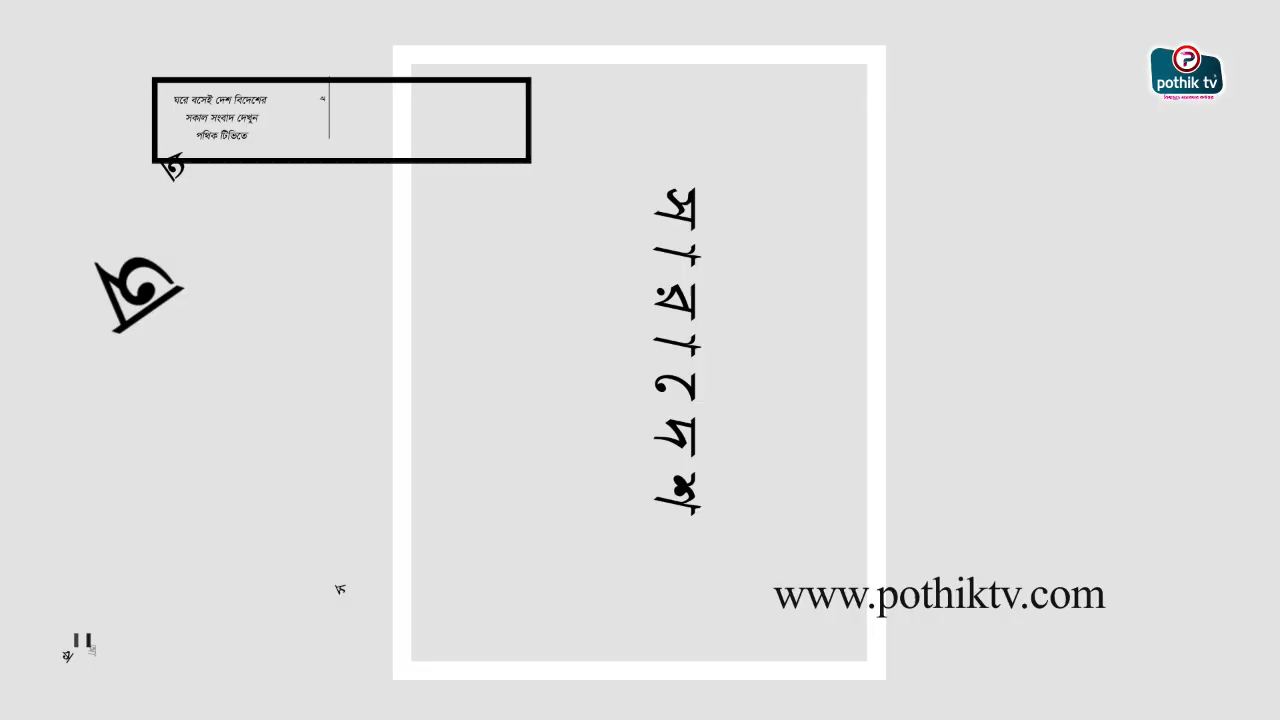 ঘরে বসেই দেশ বিদেশের
সকাল সংবাদ দেখুন
পথিক টিভিতে
pothik tv
ত
সারাদেশ
ত
www.pothiktv.com
ক